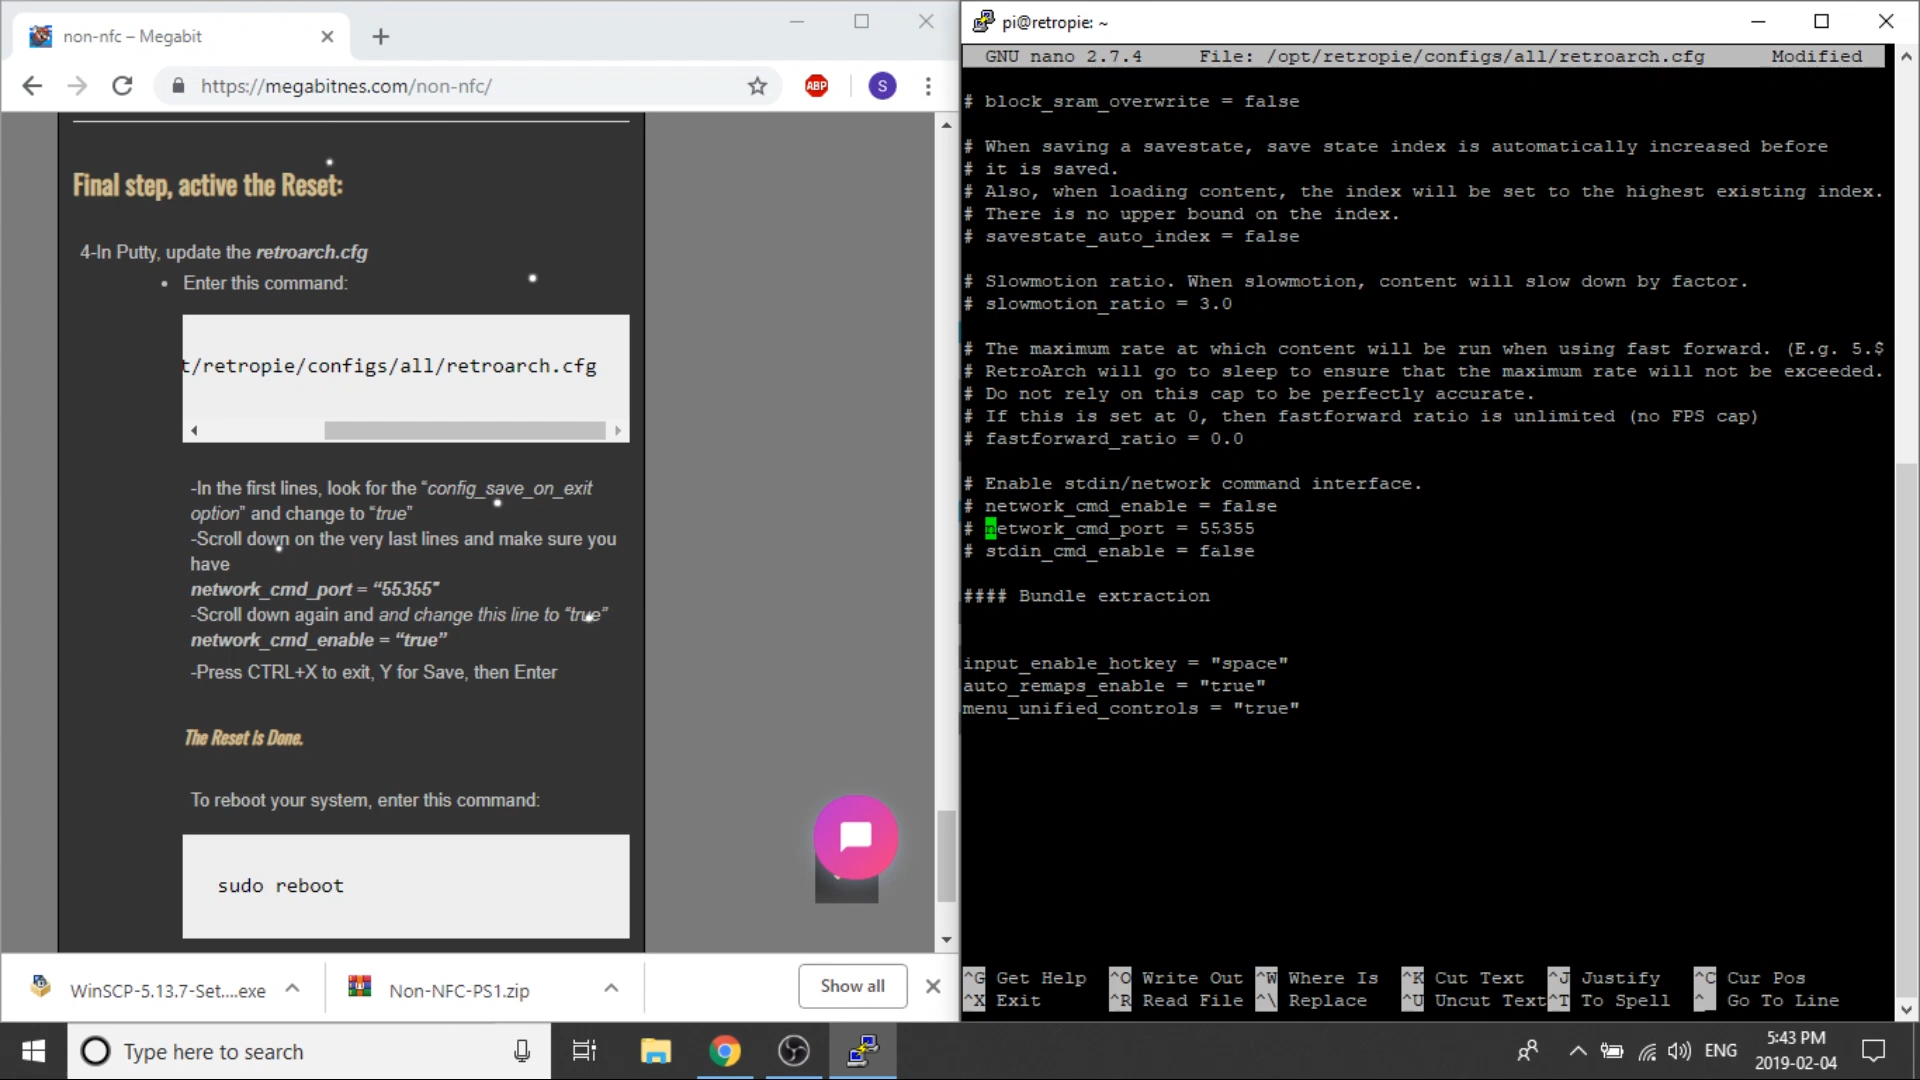 non-nfc – Megabit
https://megabitnes.com/non-nfc/
ABP
S
Final step, active the Reset:
4-In Putty, update the retroarch.cfg
Enter this command:
t/retropie/configs/all/retroarch.cfg
-In the first lines, look for the “config_save_on_exit
option” and change to “true”
-Scroll down on the very last lines and make sure you
have
network_cmd_port = “55355”
-Scroll down again and and change this line to “true”
network_cmd_enable = “true”
-Press CTRL+X to exit, Y for Save, then Enter
The Reset is Done.
To reboot your system, enter this command:
sudo reboot
WinSCP-5.13.7-Set....exe
Non-NFC-PS1.zip
Show all
pi@retropie: ~
GNU nano 2.7.4 File: /opt/retropie/configs/all/retroarch.cfg Modified
# block_sram_overwrite = false
# When saving a savestate, save state index is automatically increased before
# it is saved.
# Also, when loading content, the index will be set to the highest existing index.
# There is no upper bound on the index.
# savestate_auto_index = false
# Slowmotion ratio. When slowmotion, content will slow down by factor.
# slowmotion_ratio = 3.0
# The maximum rate at which content will be run when using fast forward. (E.g. 5.$
# RetroArch will go to sleep to ensure that the maximum rate will not be exceeded.
# Do not rely on this cap to be perfectly accurate.
# If this is set at 0, then fastforward ratio is unlimited (no FPS cap)
# fastforward_ratio = 0.0
# Enable stdin/network command interface.
# network_cmd_enable = false
# network_cmd_port = 55355
# stdin_cmd_enable = false
#### Bundle extraction
input_enable_hotkey = "space"
auto_remaps_enable = "true"
menu_unified_controls = "true"
^G Get Help ^O Write Out ^W Where Is ^K Cut Text ^J Justify ^C Cur Pos
^X Exit ^R Read File ^\ Replace ^U Uncut Text ^T To Spell ^_ Go To Line
Type here to search
ENG
5:43 PM
2019-02-04